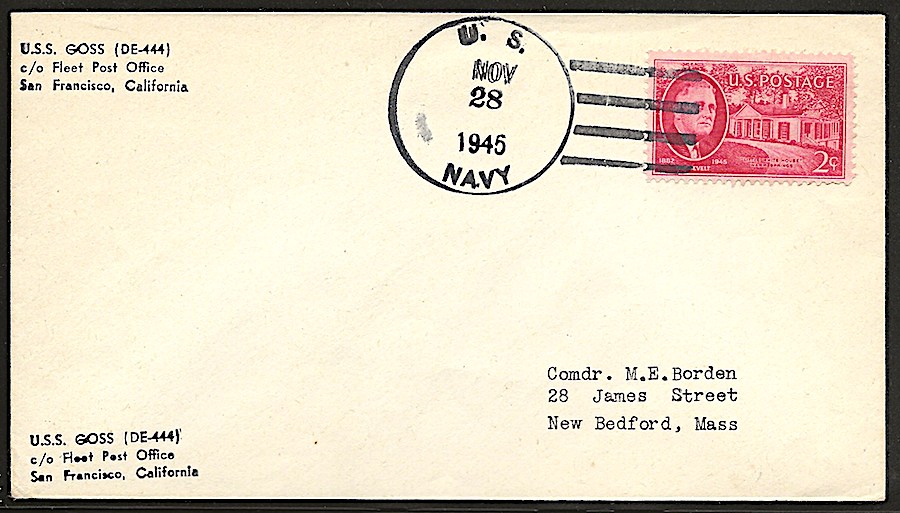 U.S.S. GOSS (DE-444)
c/o Fleet Post Office
San Francisco, California
U. S.
NOV
28
1945
NAVY
U.S. POSTAGE
1882 1945
2¢
Comdr. M.E.Borden
28 James Street
New Bedford, Mass
U.S.S. GOSS (DE-444)
c/o Fleet Post Office
San Francisco, California